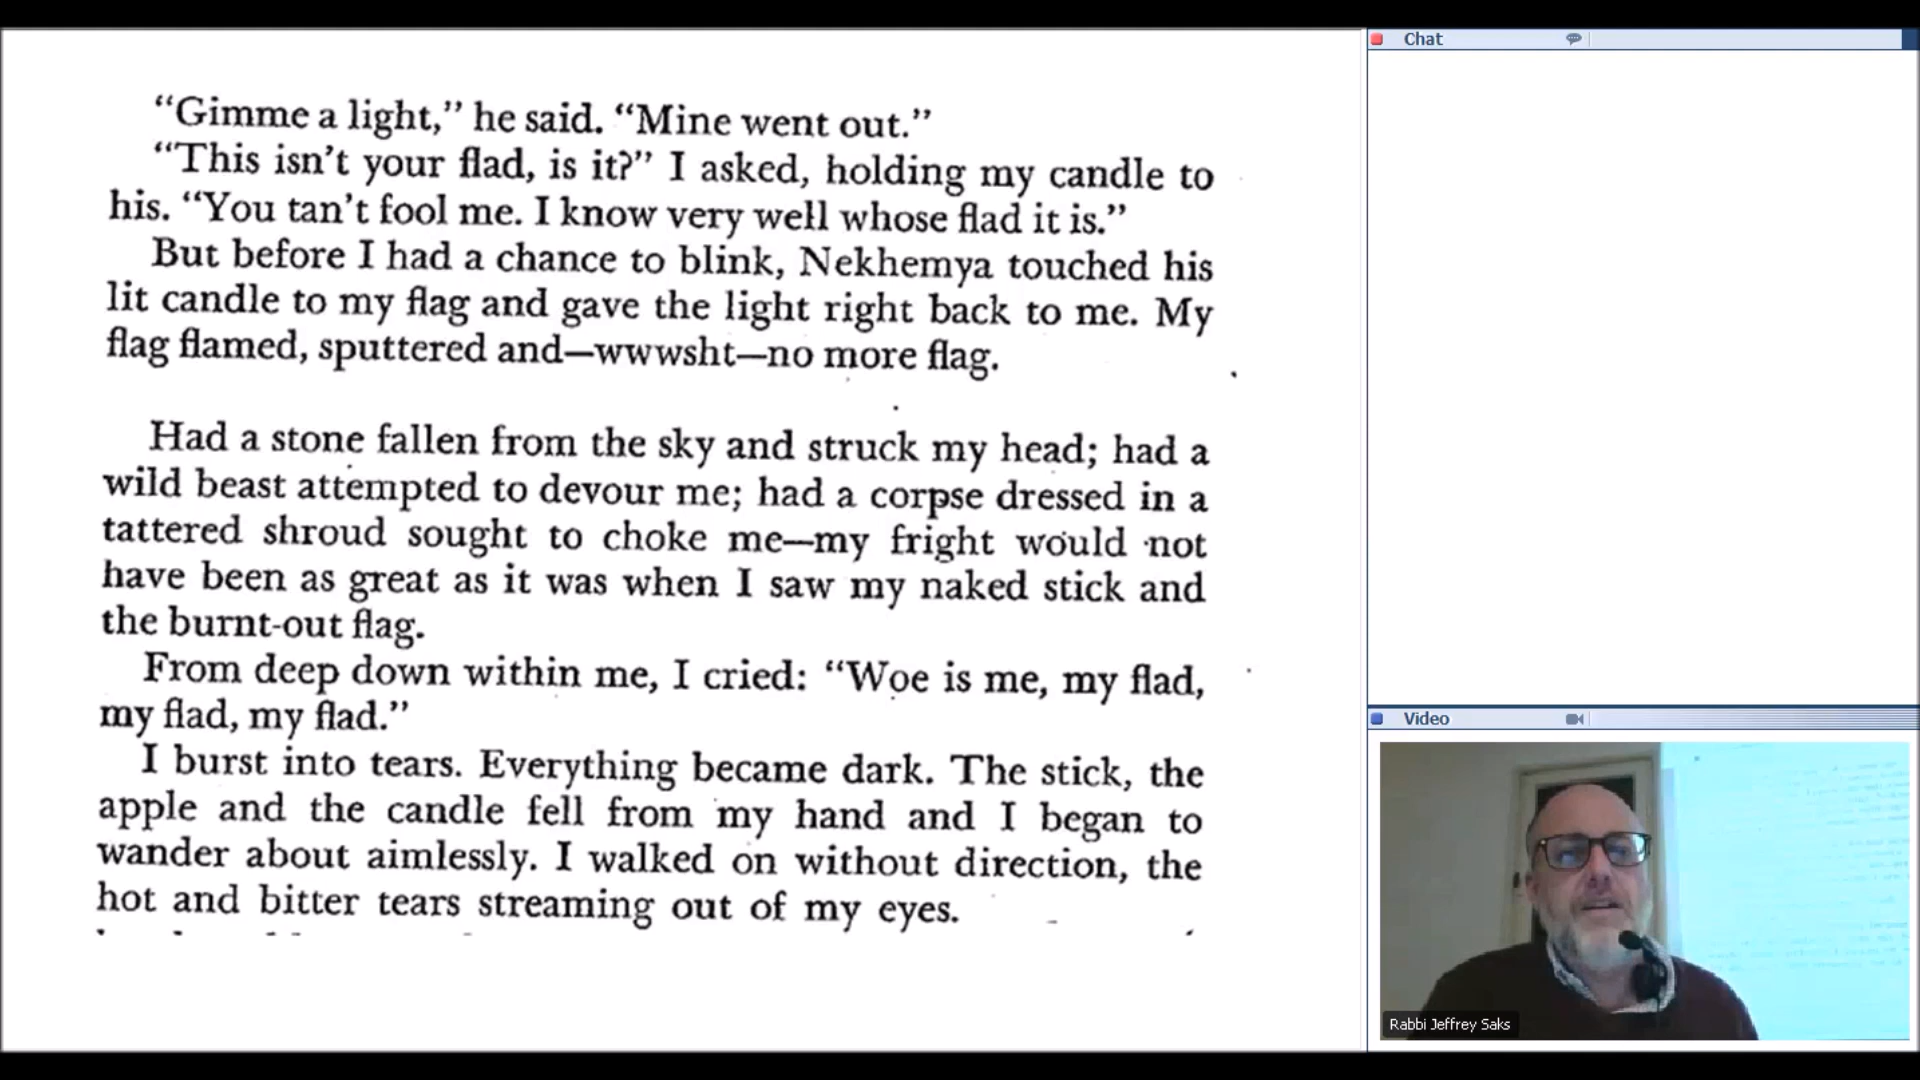 “Gimme a light,” he said. “Mine went out.”
“This isn’t your flad, is it?” I asked, holding my candle to
his. “You tan’t fool me. I know very well whose flad it is.”
But before I had a chance to blink, Nekhemya touched his
lit candle to my flag and gave the light right back to me. My
flag flamed, sputtered and—wwwsht—no more flag.
Had a stone fallen from the sky and struck my head; had a
wild beast attempted to devour me; had a corpse dressed in a
tattered shroud sought to choke me—my fright would not
have been as great as it was when I saw my naked stick and
the burnt-out flag.
From deep down within me, I cried: “Woe is me, my flad,
my flad, my flad.”
I burst into tears. Everything became dark. The stick, the
apple and the candle fell from my hand and I began to
wander about aimlessly. I walked on without direction, the
hot and bitter tears streaming out of my eyes.
Chat
Video
Rabbi Jeffrey Saks